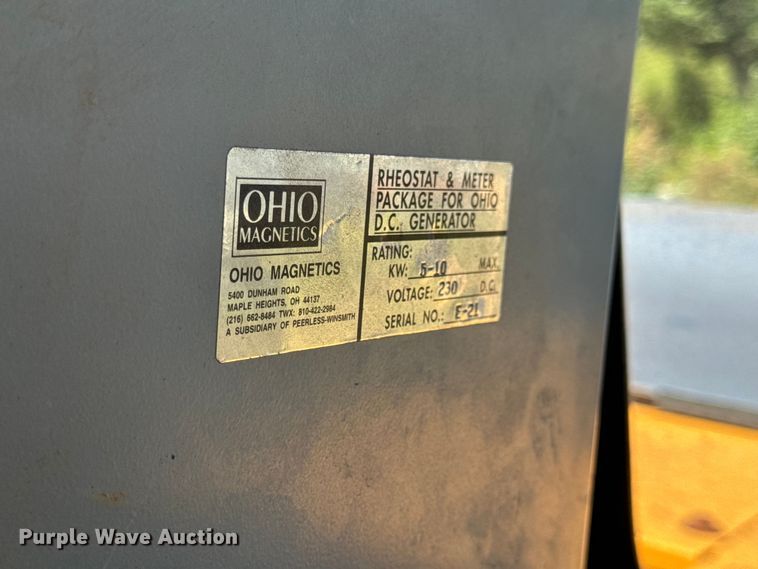 OHIO
MAGNETICS
OHIO MAGNETICS
5400 DUNHAM ROAD
MAPLE HEIGHTS, OH 44137
(216) 662-8484 TWX: 810-422-2984
A SUBSIDIARY OF PEERLESS-WINSMITH
RHEOSTAT & METER
PACKAGE FOR OHIO
D.C. GENERATOR
RATING:
KW: 5-10 MAX.
VOLTAGE: 230 D.C.
SERIAL NO.: E-21
Purple Wave Auction